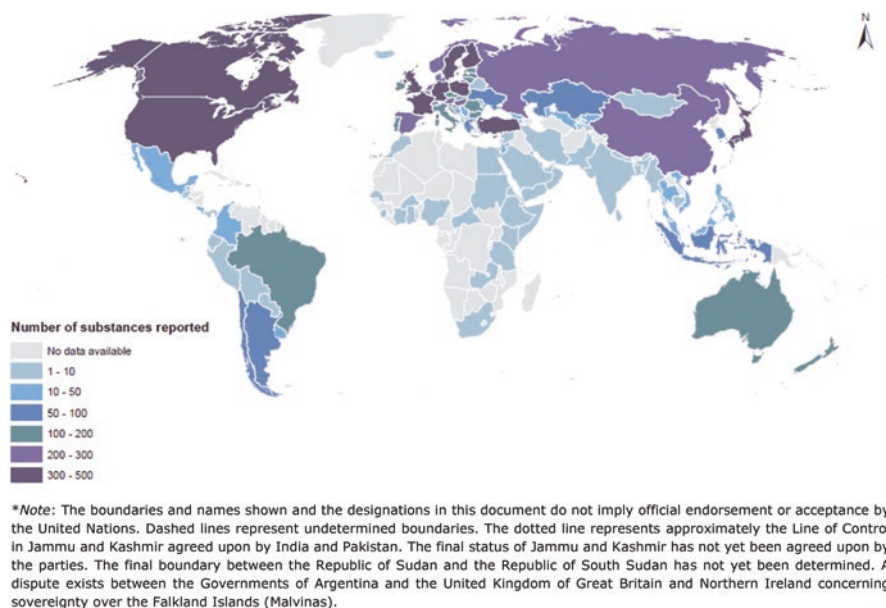 N
Number of substances reported
No data available
1 - 10
10 - 50
50 - 100
100 - 200
200 - 300
300 - 500
*Note: The boundaries and names shown and the designations in this document do not imply official endorsement or acceptance by
the United Nations. Dashed lines represent undetermined boundaries. The dotted line represents approximately the Line of Contro
in Jammu and Kashmir agreed upon by India and Pakistan. The final status of Jammu and Kashmir has not yet been agreed upon by
the parties. The final boundary between the Republic of Sudan and the Republic of South Sudan has not yet been determined. A
dispute exists between the Governments of Argentina and the United Kingdom of Great Britain and Northern Ireland concerning
sovereignty over the Falkland Islands (Malvinas).